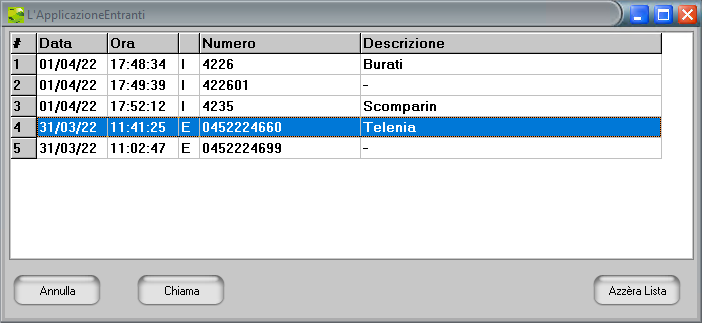 L'ApplicazioneEntranti
# Data Ora Numero Descrizione
1 01/04/22 17:48:34 I 4226 Burati
2 01/04/22 17:49:39 I 422601 -
3 01/04/22 17:52:12 I 4235 Scomparin
4 31/03/22 11:41:25 E 0452224660 Telenia
5 31/03/22 11:02:47 E 0452224699 -
Annulla Chiama Azzèra Lista